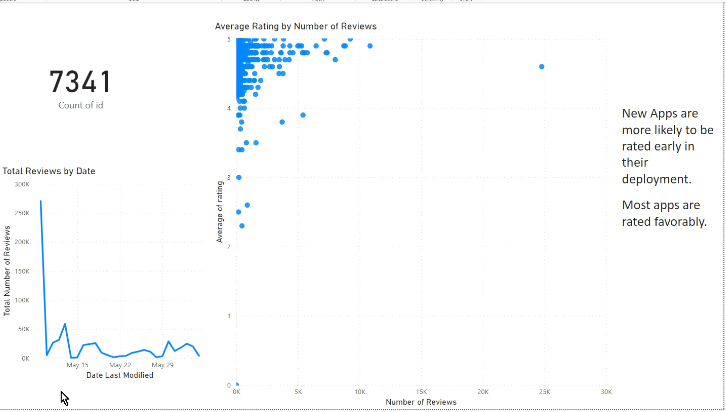 Average Rating by Number of Reviews
7341
Count of id
Total Reviews by Date
Total Number of Reviews
300K
250K
200K
150K
100K
50K
0K
May 15
May 22
May 29
Date Last Modified
Average of rating
5
4
3
2
1
0
0K
5K
10K
15K
20K
25K
30K
Number of Reviews
New Apps are
more likely to be
rated early in
their
deployment.
Most apps are
rated favorably.